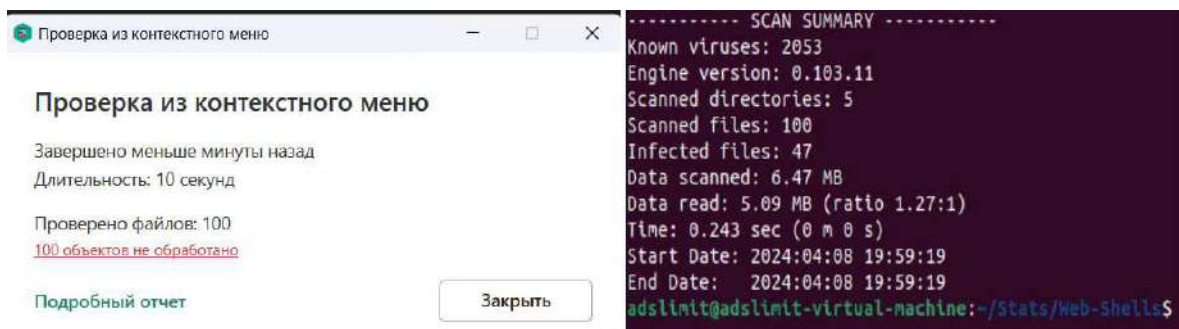 Проверка из контекстного меню
Проверка из контекстного меню
Завершено меньше минуты назад
Длительность: 10 секунд
Проверено файлов: 100
100 объектов не обработано
Подробный отчет
Закрыть
----------- SCAN SUMMARY -----------
Known viruses: 2053
Engine version: 0.103.11
Scanned directories: 5
Scanned files: 100
Infected files: 47
Data scanned: 6.47 MB
Data read: 5.09 MB (ratio 1.27:1)
Time: 0.243 sec (0 m 0 s)
Start Date: 2024:04:08 19:59:19
End Date:   2024:04:08 19:59:19
adslimit@adslimit-virtual-machine:~/Stats/Web-Shells$